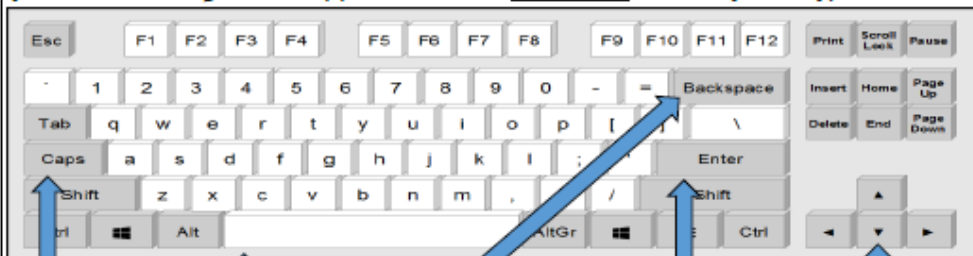 Esc F1 F2 F3 F4 F5 F6 F7 F8 F9 F10 F11 F12 Print Scroll Lock Pause
` 1 2 3 4 5 6 7 8 9 0 - = Backspace Insert Home Page Up
Tab q w e r t y u i o p [ ] \ Delete End Page Down
Caps a s d f g h j k l ; ' Enter
Shift z x c v b n m , / Shift
Ctrl Alt AltGr Ctrl